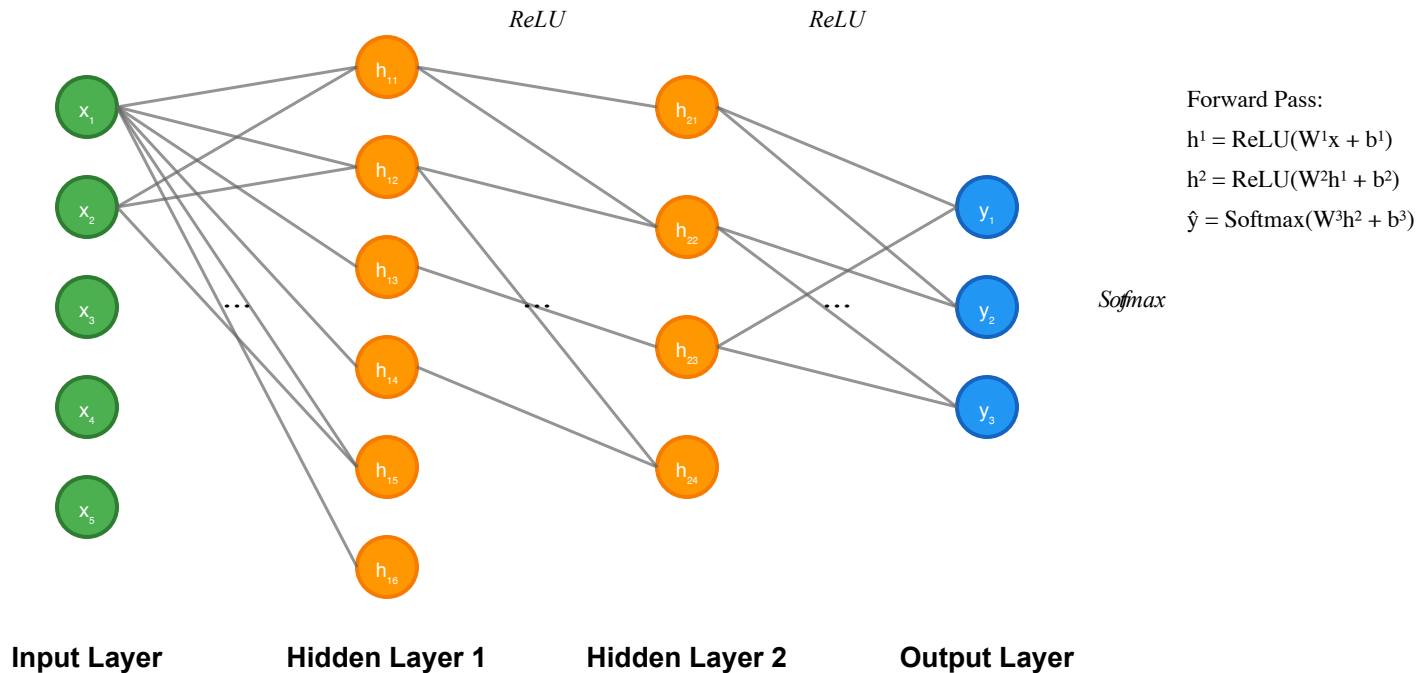 ReLU
ReLU
x₁
x₂
x₃
x₄
x₅
h₁₁
h₁₂
h₁₃
h₁₄
h₁₅
h₁₆
h₂₁
h₂₂
h₂₃
h₂₄
y₁
y₂
y₃
...
...
...
Softmax
Forward Pass:
h¹ = ReLU(W¹x + b¹)
h² = ReLU(W²h¹ + b²)
ŷ = Softmax(W³h² + b³)
Input Layer
Hidden Layer 1
Hidden Layer 2
Output Layer